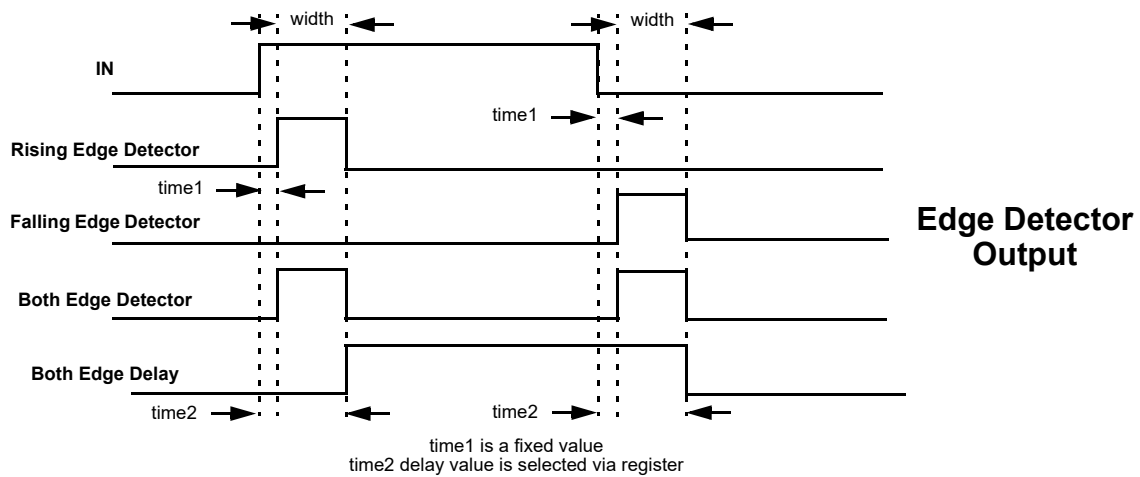 width
width
IN
time1
Rising Edge Detector
time1
Falling Edge Detector
Edge Detector
Output
Both Edge Detector
Both Edge Delay
time2
time2
time1 is a fixed value
time2 delay value is selected via register